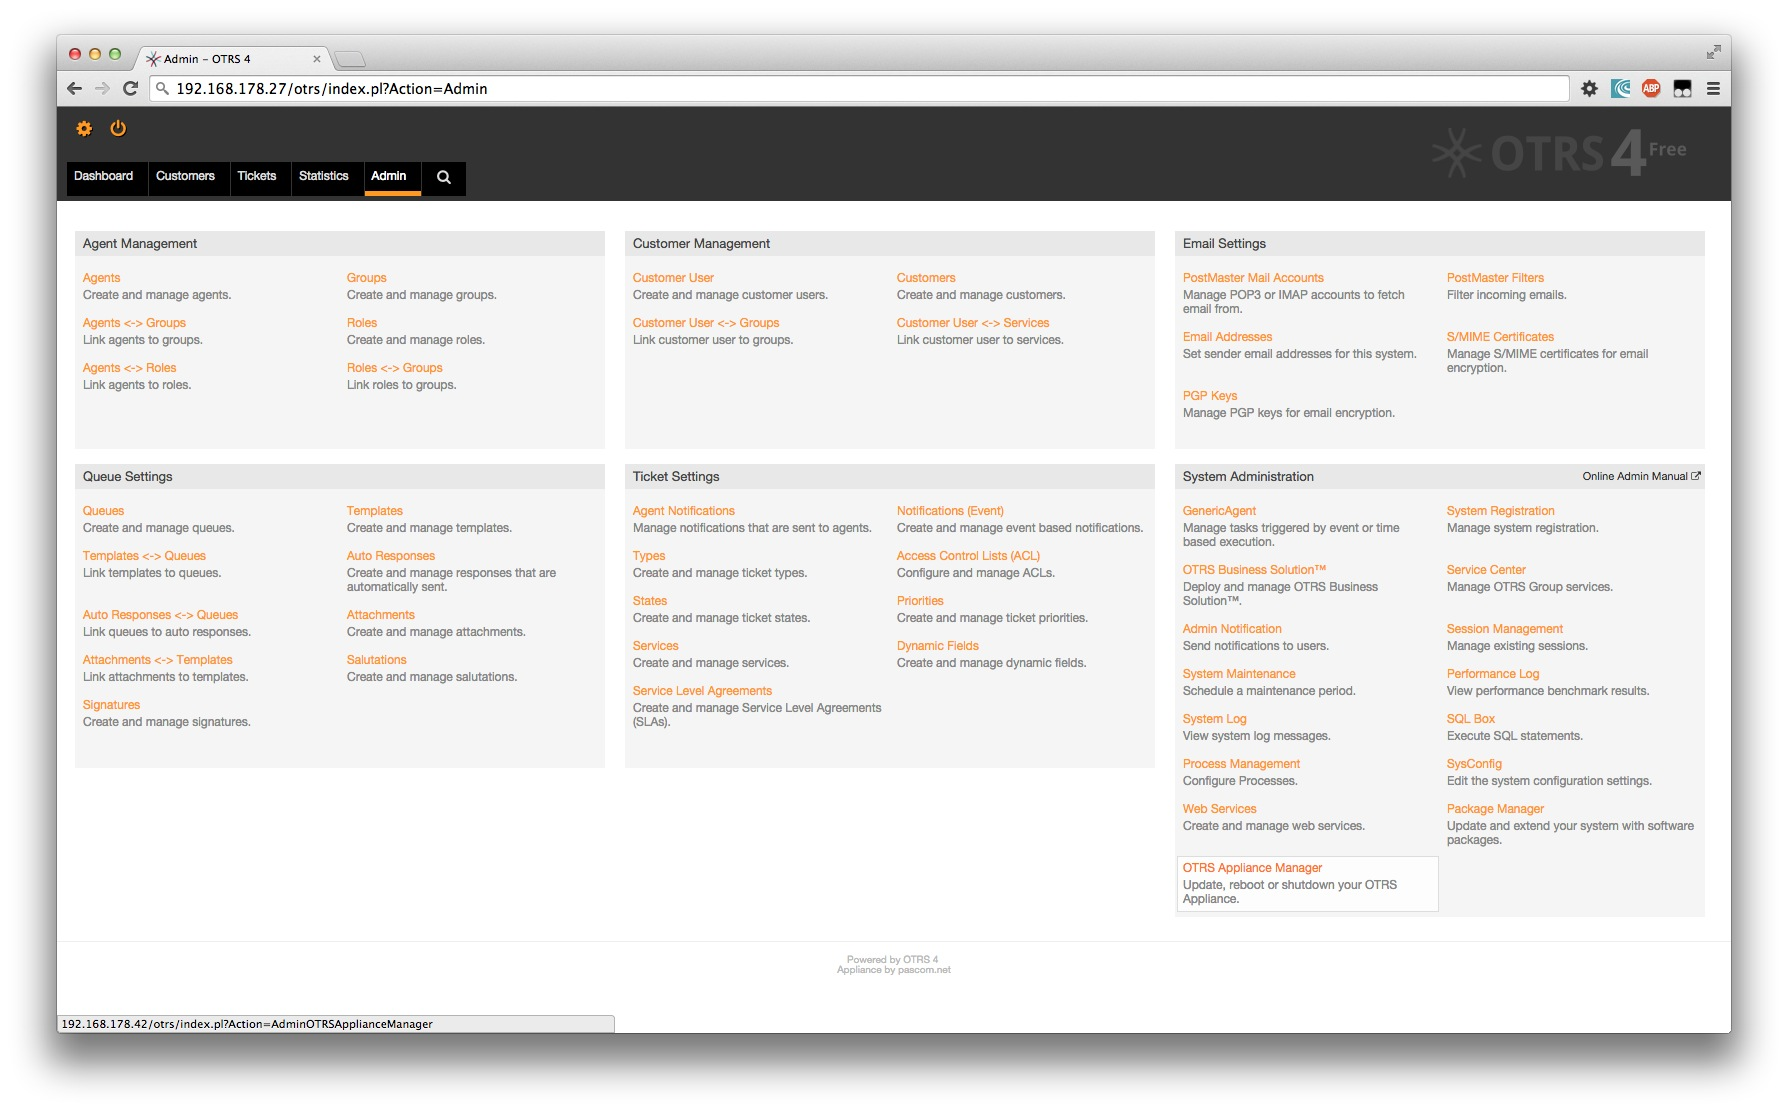 Admin – OTRS 4
192.168.178.27/otrs/index.pl?Action=Admin
ABP
OTRS 4 Free
Dashboard
Customers
Tickets
Statistics
Admin
Agent Management
Agents
Create and manage agents.
Groups
Create and manage groups.
Agents <-> Groups
Link agents to groups.
Roles
Create and manage roles.
Agents <-> Roles
Link agents to roles.
Roles <-> Groups
Link roles to groups.
Customer Management
Customer User
Create and manage customer users.
Customers
Create and manage customers.
Customer User <-> Groups
Link customer user to groups.
Customer User <-> Services
Link customer user to services.
Email Settings
PostMaster Mail Accounts
Manage POP3 or IMAP accounts to fetch
email from.
PostMaster Filters
Filter incoming emails.
Email Addresses
Set sender email addresses for this system.
S/MIME Certificates
Manage S/MIME certificates for email
encryption.
PGP Keys
Manage PGP keys for email encryption.
Queue Settings
Queues
Create and manage queues.
Templates
Create and manage templates.
Templates <-> Queues
Link templates to queues.
Auto Responses
Create and manage responses that are
automatically sent.
Auto Responses <-> Queues
Link queues to auto responses.
Attachments
Create and manage attachments.
Attachments <-> Templates
Link attachments to templates.
Salutations
Create and manage salutations.
Signatures
Create and manage signatures.
Ticket Settings
Agent Notifications
Manage notifications that are sent to agents.
Notifications (Event)
Create and manage event based notifications.
Types
Create and manage ticket types.
Access Control Lists (ACL)
Configure and manage ACLs.
States
Create and manage ticket states.
Priorities
Create and manage ticket priorities.
Services
Create and manage services.
Dynamic Fields
Create and manage dynamic fields.
Service Level Agreements
Create and manage Service Level Agreements
(SLAs).
System Administration
Online Admin Manual
GenericAgent
Manage tasks triggered by event or time
based execution.
System Registration
Manage system registration.
OTRS Business Solution™
Deploy and manage OTRS Business
Solution™.
Service Center
Manage OTRS Group services.
Admin Notification
Send notifications to users.
Session Management
Manage existing sessions.
System Maintenance
Schedule a maintenance period.
Performance Log
View performance benchmark results.
System Log
View system log messages.
SQL Box
Execute SQL statements.
Process Management
Configure Processes.
SysConfig
Edit the system configuration settings.
Web Services
Create and manage web services.
Package Manager
Update and extend your system with software
packages.
OTRS Appliance Manager
Update, reboot or shutdown your OTRS
Appliance.
Powered by OTRS 4
Appliance by pascom.net
192.168.178.42/otrs/index.pl?Action=AdminOTRSApplianceManager